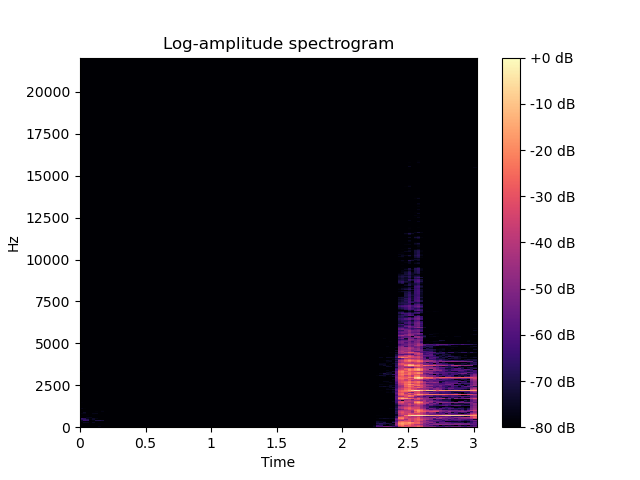 Log-amplitude spectrogram
Hz
20000
17500
15000
12500
10000
7500
5000
2500
0
0 0.5 1 1.5 2 2.5 3
Time
+0 dB
-10 dB
-20 dB
-30 dB
-40 dB
-50 dB
-60 dB
-70 dB
-80 dB